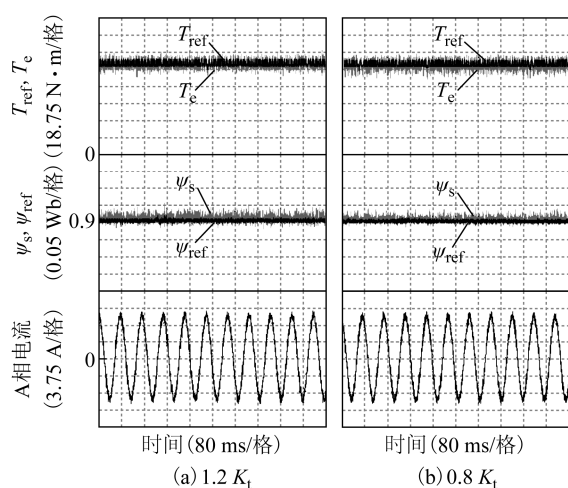 T_ref, T_e
(18.75 N·m/格)
T_ref
T_e
0
ψ_s, ψ_ref
(0.05 Wb/格)
0.9
ψ_s
ψ_ref
A相电流
(3.75 A/格)
0
时间(80 ms/格)
(a) 1.2 K_t
T_ref
T_e
ψ_s
ψ_ref
时间(80 ms/格)
(b) 0.8 K_t